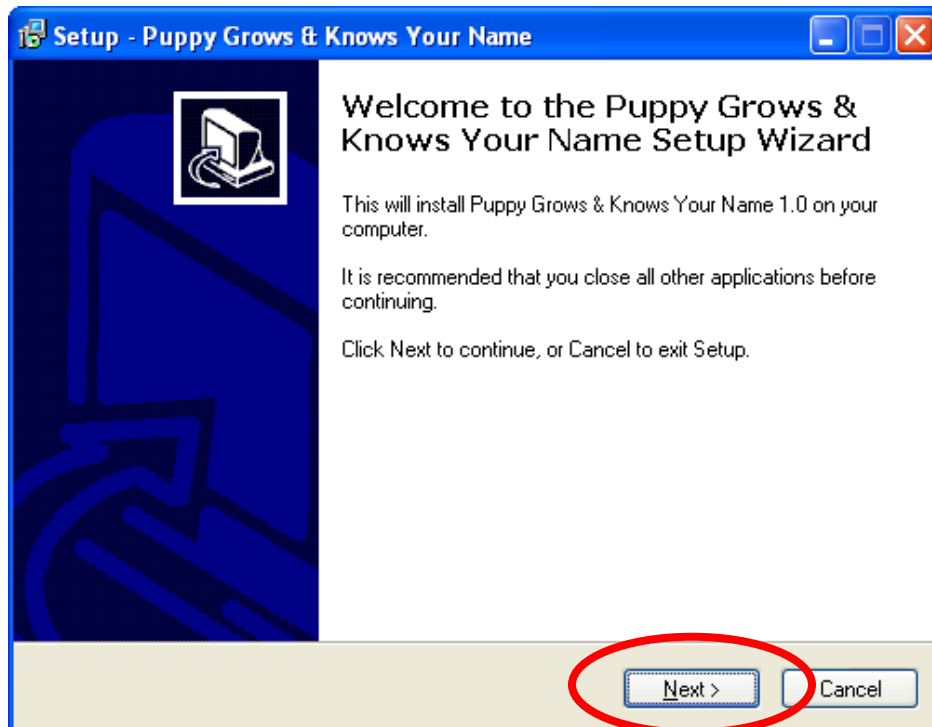 Setup - Puppy Grows & Knows Your Name
Welcome to the Puppy Grows &
Knows Your Name Setup Wizard
This will install Puppy Grows & Knows Your Name 1.0 on your
computer.
It is recommended that you close all other applications before
continuing.
Click Next to continue, or Cancel to exit Setup.
Next >
Cancel